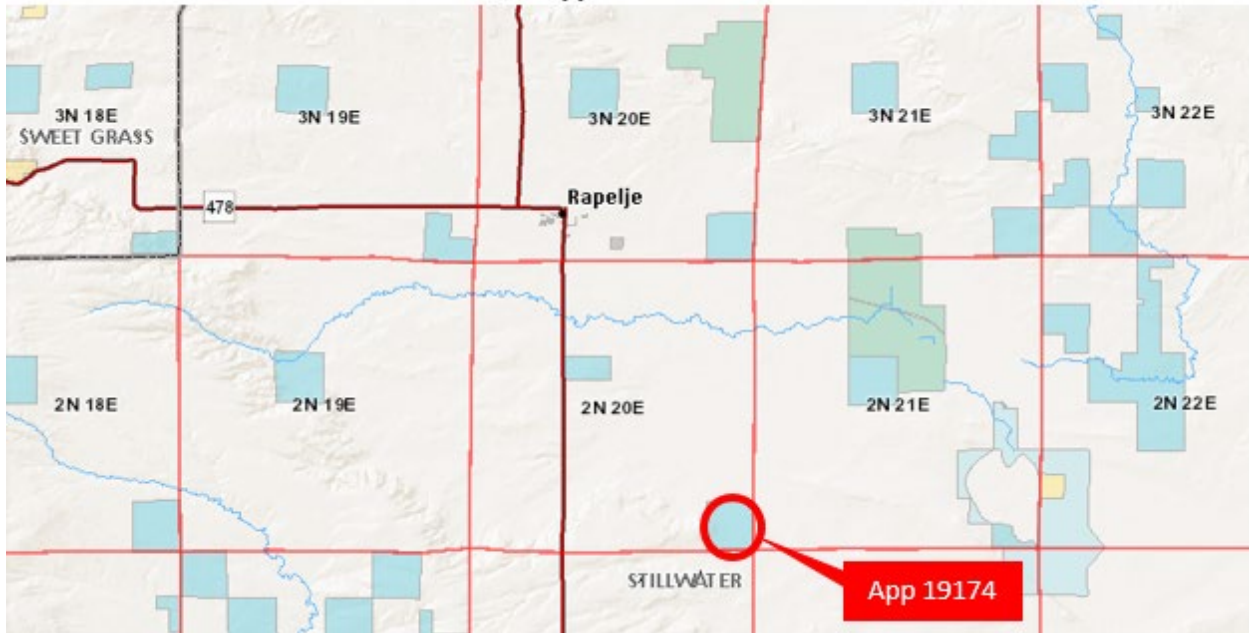 3N 18E
SWEET GRASS
3N 19E
3N 20E
3N 21E
3N 22E
478
Rapelje
2N 18E
2N 19E
2N 20E
2N 21E
2N 22E
STILLWATER
App 19174